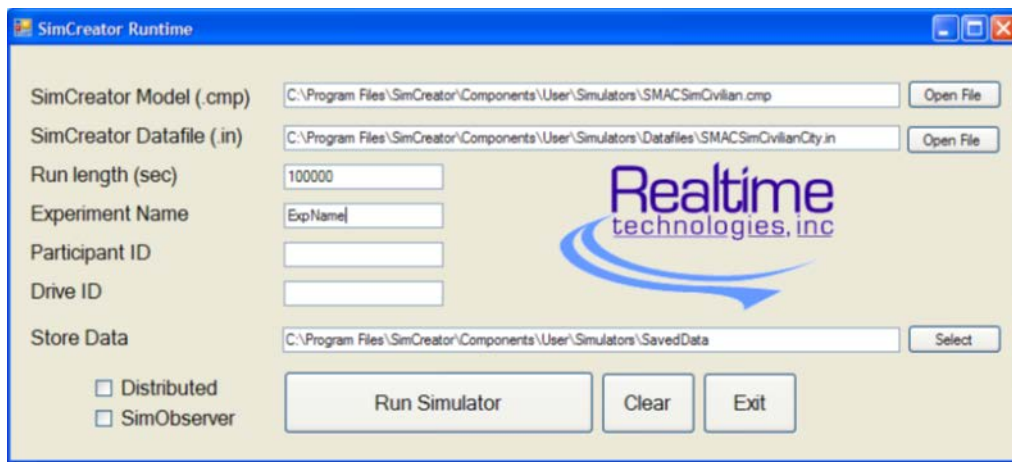 SimCreator Runtime
SimCreator Model (.cmp) C:\Program Files\SimCreator\Components\User\Simulators\SMACSimCivilian.cmp Open File
SimCreator Datafile (.in) C:\Program Files\SimCreator\Components\User\Simulators\Datafiles\SMACSimCivilianCity.in Open File
Run length (sec) 100000
Experiment Name ExpName
Participant ID
Drive ID
Realtime
technologies, inc
Store Data C:\Program Files\SimCreator\Components\User\Simulators\SavedData Select
Distributed
SimObserver
Run Simulator Clear Exit